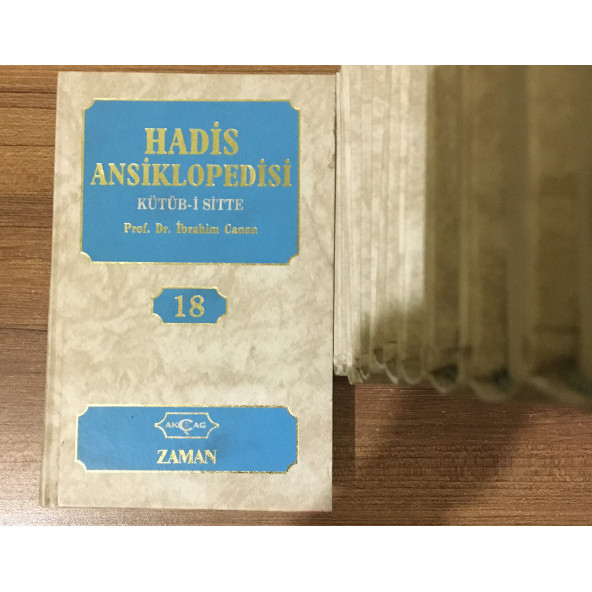 HADİS
ANSİKLOPEDİSİ
KÜTÜB-İ SİTTE
Prof. Dr. İbrahim Canan
18
AKÇAĞ
ZAMAN